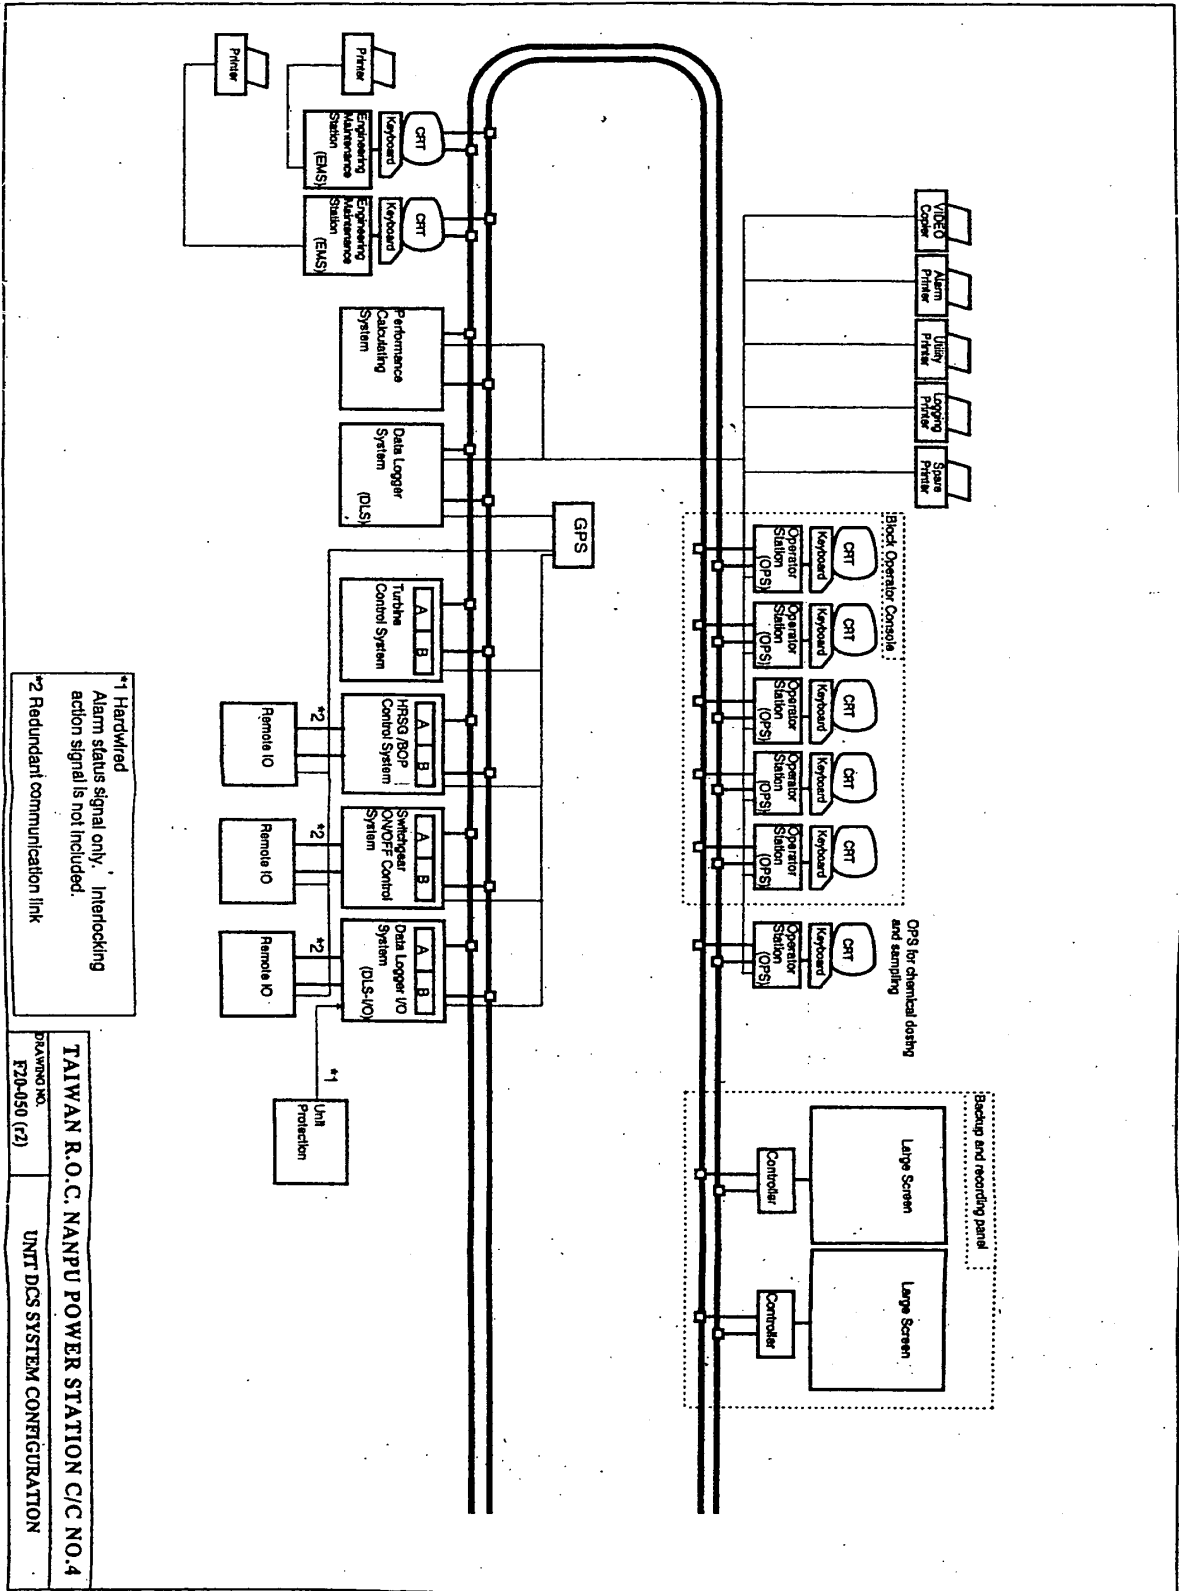 VIDEO
Copier
Alarm
Printer
Utility
Printer
Logging
Printer
Spare
Printer
Block Operator Console
CRT
Keyboard
Operator
Station
(OPS)
CRT
Keyboard
Operator
Station
(OPS)
CRT
Keyboard
Operator
Station
(OPS)
CRT
Keyboard
Operator
Station
(OPS)
CRT
Keyboard
Operator
Station
(OPS)
OPS for chemical dosing
and sampling
CRT
Keyboard
Operator
Station
(OPS)
Backup and recording panel
Large Screen
Large Screen
Controller
Controller
GPS
Printer
Printer
CRT
Keyboard
Engineering
Maintenance
Station
(EMS)
CRT
Keyboard
Engineering
Maintenance
Station
(EMS)
Performance
Calculating
System
Data Logger
System
(DLS)
A B
Turbine
Control System
A B
HRSG /BOP
Control System
A B
Switchgear
ON/OFF Control
System
A B
Data Logger I/O
System
(DLS-I/O)
*2
*2
*2
*1
Remote IO
Remote IO
Remote IO
Unit
Protection
*1 Hardwired
Alarm status signal only. Interlocking
action signal is not included.
*2 Redundant communication link
TAIWAN R.O.C. NANPU POWER STATION C/C NO.4
DRAWING NO.
F20-050 (r2)
UNIT DCS SYSTEM CONFIGURATION